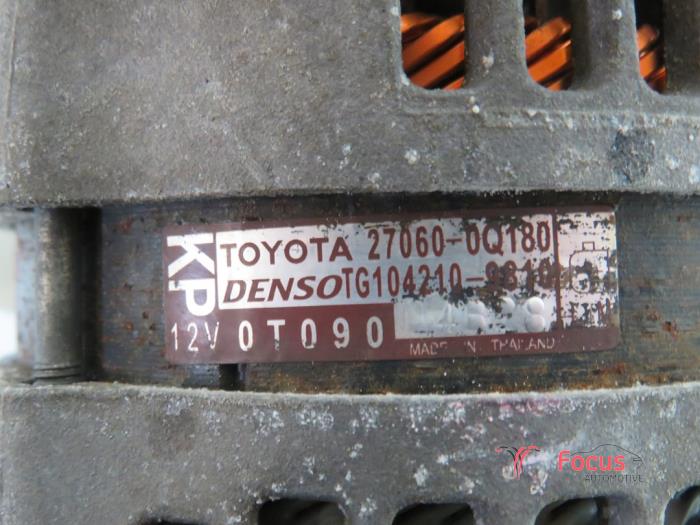 KP
TOYOTA 27060-0Q180
DENSO TG104210-
12V 0T090
MADE IN THAILAND
Focus
AUTOMOTIVE